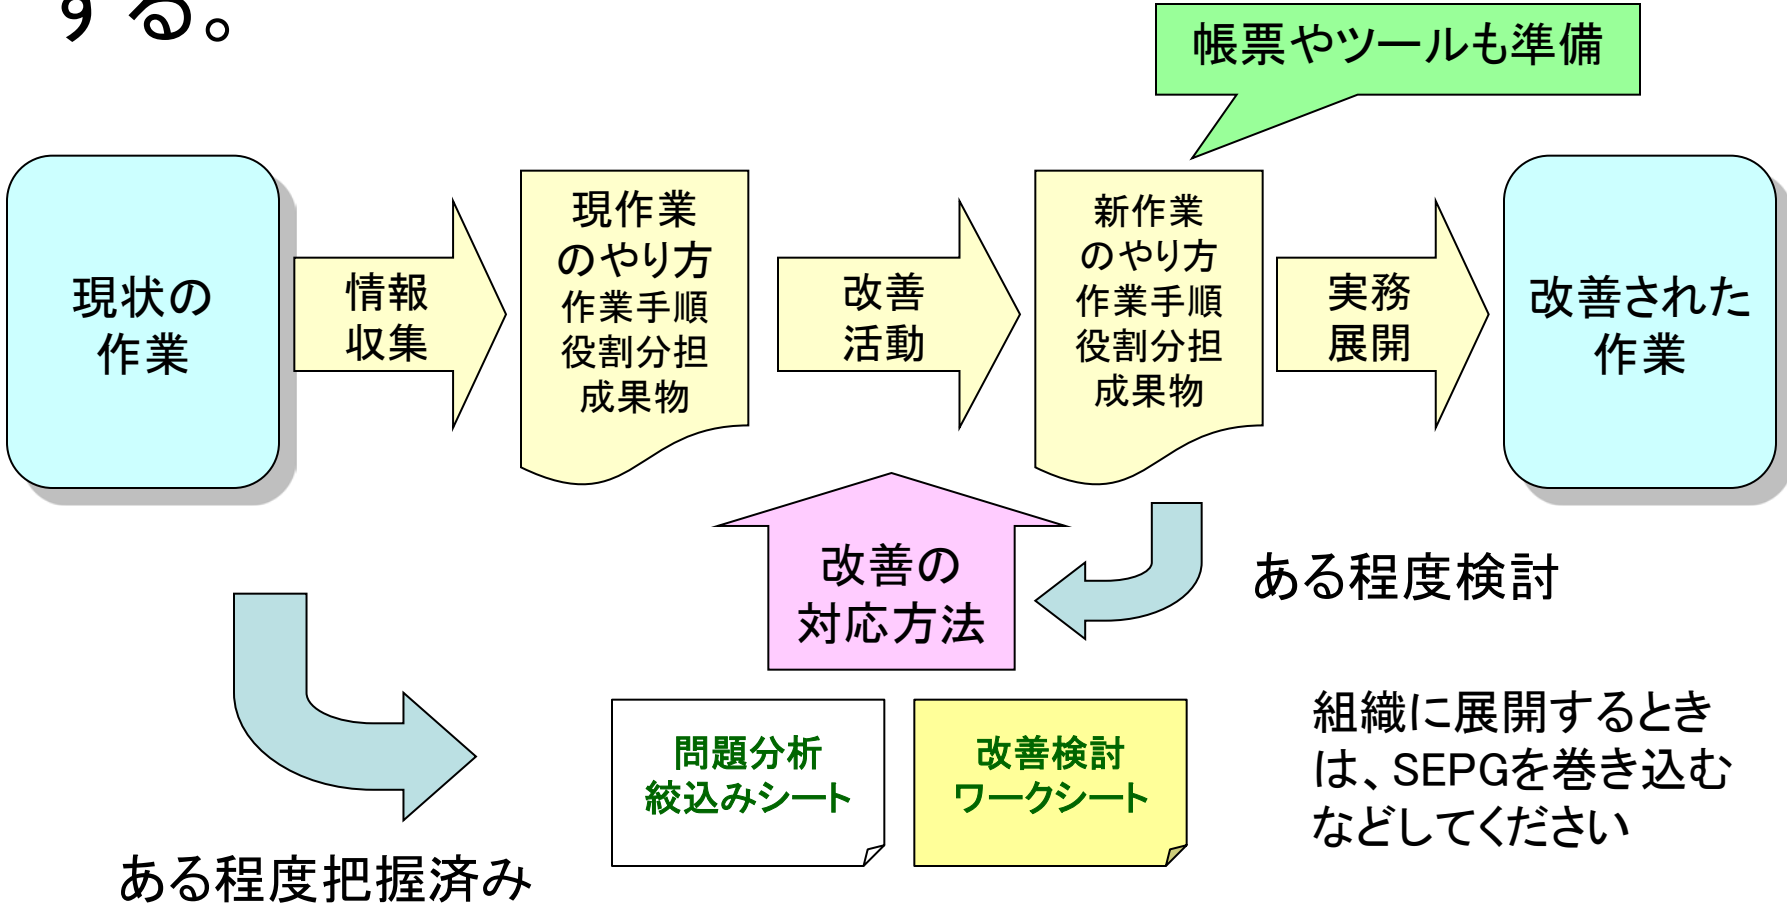 する。
帳票やツールも準備
現状の
作業
情報
収集
現作業
のやり方
作業手順
役割分担
成果物
改善
活動
新作業
のやり方
作業手順
役割分担
成果物
実務
展開
改善された
作業
改善の
対応方法
ある程度検討
問題分析
絞込みシート
改善検討
ワークシート
組織に展開するとき
は、SEPGを巻き込む
などしてください
ある程度把握済み